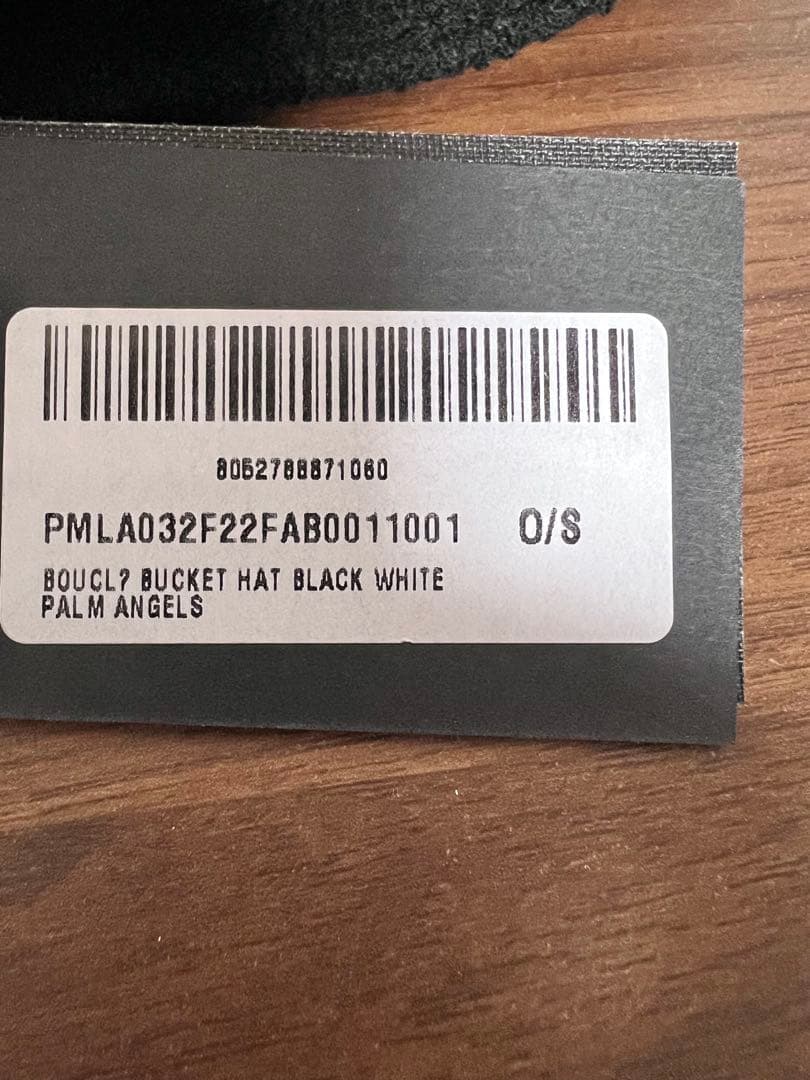 8052788871060
PMLA032F22FAB0011001 O/S
BOUCL? BUCKET HAT BLACK WHITE
PALM ANGELS